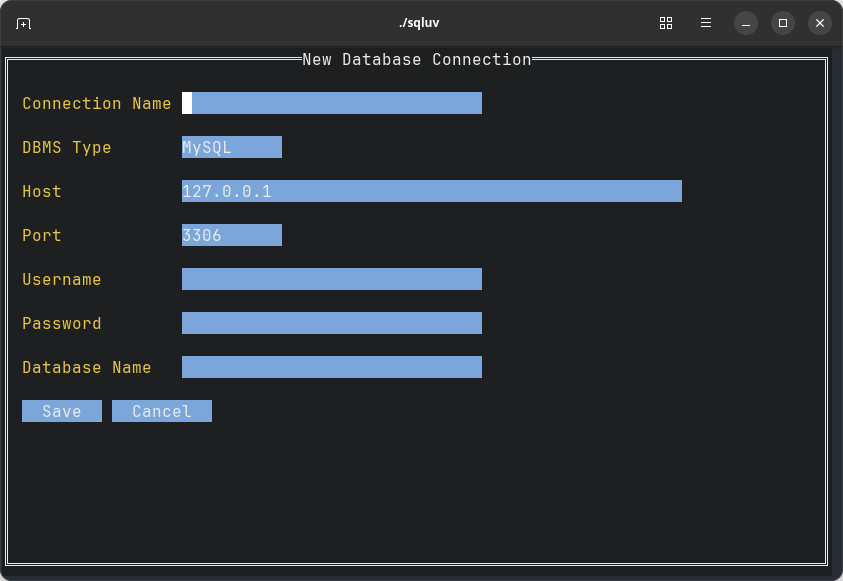 ./sqluv
New Database Connection
Connection Name
DBMS Type MySQL
Host 127.0.0.1
Port 3306
Username
Password
Database Name
Save Cancel